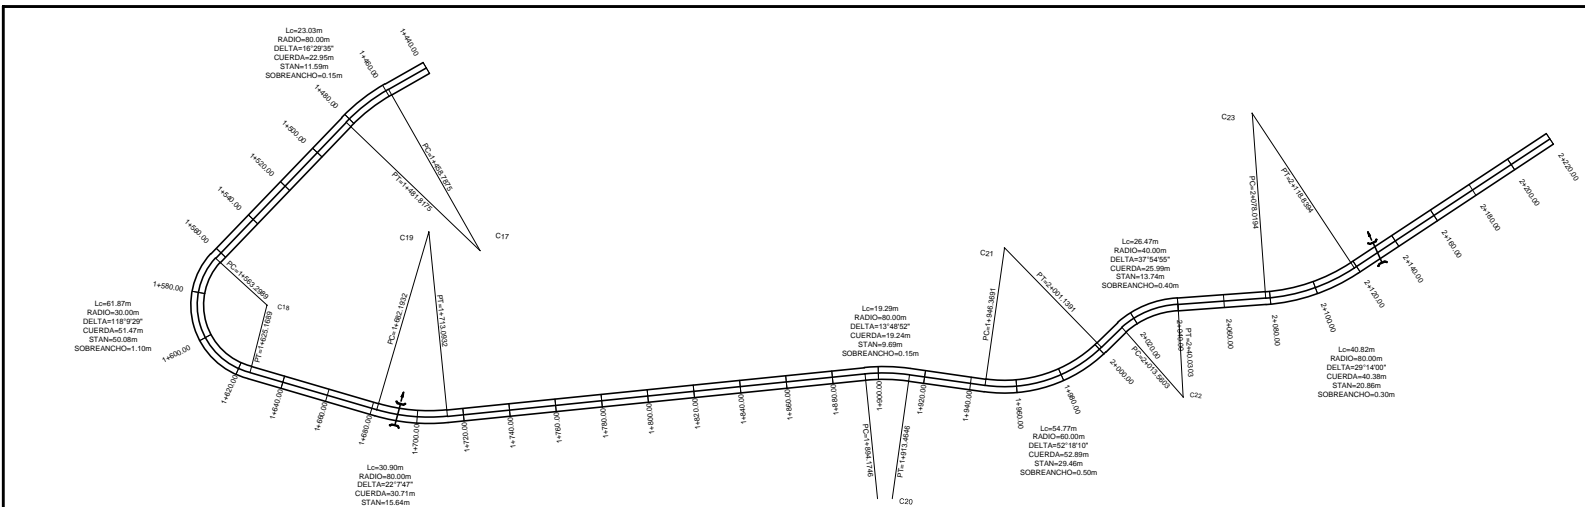 Lc=23.03m
RADIO=80.00m
DELTA=16°29'35"
CUERDA=22.95m
STAN=11.59m
SOBREANCHO=0.15m
1+440.00
1+460.00
1+480.00
1+500.00
1+520.00
1+540.00
1+560.00
1+580.00
1+600.00
1+620.00
1+640.00
1+660.00
1+680.00
1+700.00
1+720.00
1+740.00
1+760.00
1+780.00
1+800.00
1+820.00
1+840.00
1+860.00
1+880.00
1+900.00
1+920.00
1+940.00
1+960.00
1+980.00
2+000.00
2+020.00
2+040.00
2+060.00
2+080.00
2+100.00
2+120.00
2+140.00
2+160.00
2+180.00
2+200.00
2+220.00
PC=1+458.7875
PT=1+481.8175
C17
PC=1+563.2989
C18
PT=1+625.1689
Lc=61.87m
RADIO=30.00m
DELTA=118°9'29"
CUERDA=51.47m
STAN=50.08m
SOBREANCHO=1.10m
C19
PC=1+682.1932
PT=1+713.0932
Lc=30.90m
RADIO=80.00m
DELTA=22°7'47"
CUERDA=30.71m
STAN=15.64m
Lc=19.29m
RADIO=80.00m
DELTA=13°48'52"
CUERDA=19.24m
STAN=9.69m
SOBREANCHO=0.15m
PC=1+894.1746
PT=1+913.4646
C20
C21
PC=1+946.3691
PT=2+001.1391
Lc=54.77m
RADIO=60.00m
DELTA=52°18'10"
CUERDA=52.89m
STAN=29.46m
SOBREANCHO=0.50m
Lc=26.47m
RADIO=40.00m
DELTA=37°54'55"
CUERDA=25.99m
STAN=13.74m
SOBREANCHO=0.40m
PC=2+013.5603
PT=2+40.0303
C22
C23
PC=2+078.0194
PT=2+118.8394
Lc=40.82m
RADIO=80.00m
DELTA=29°14'00"
CUERDA=40.38m
STAN=20.86m
SOBREANCHO=0.30m